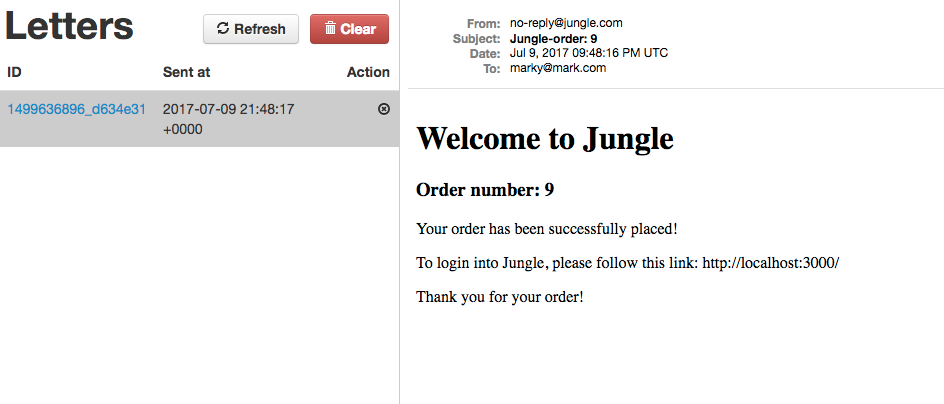 Letters
Refresh
Clear
ID Sent at Action
1499636896_d634e31 2017-07-09 21:48:17
+0000
From: no-reply@jungle.com
Subject: Jungle-order: 9
Date: Jul 9, 2017 09:48:16 PM UTC
To: marky@mark.com
Welcome to Jungle
Order number: 9
Your order has been successfully placed!
To login into Jungle, please follow this link: http://localhost:3000/
Thank you for your order!